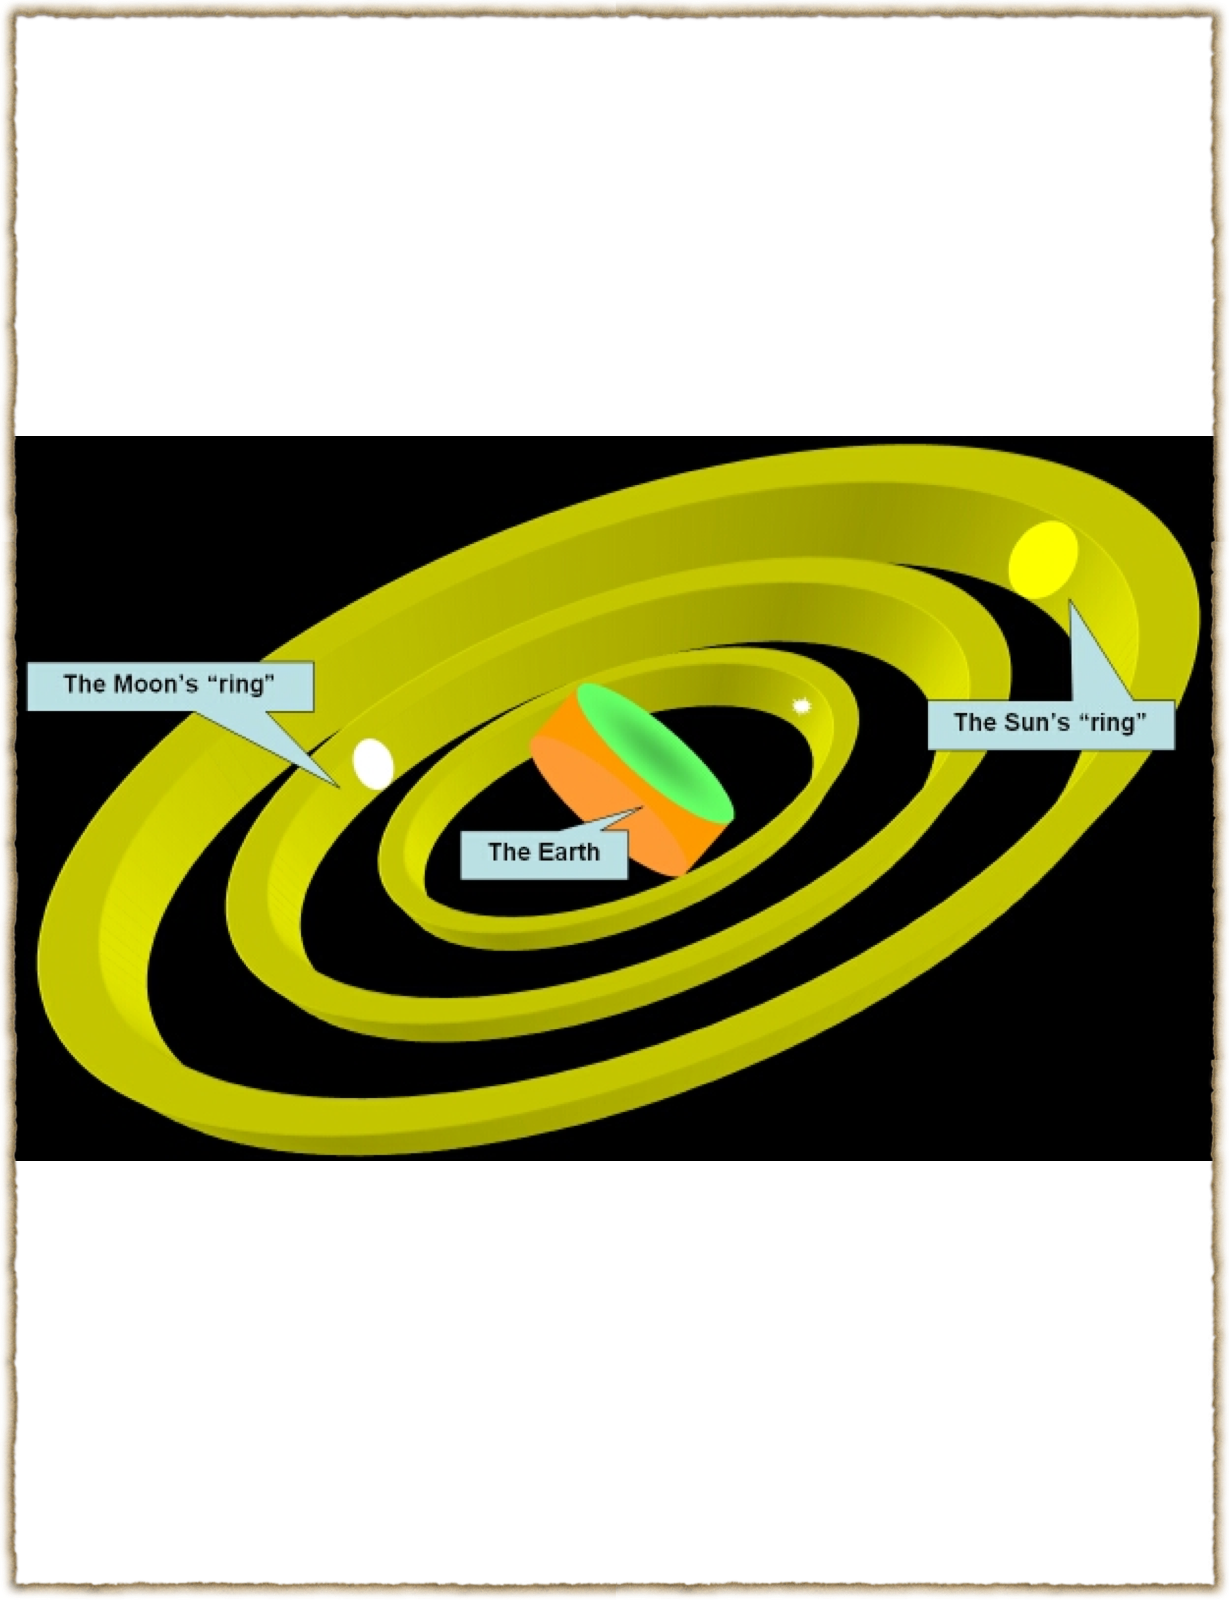 The Moon’s “ring”
The Sun’s “ring”
The Earth